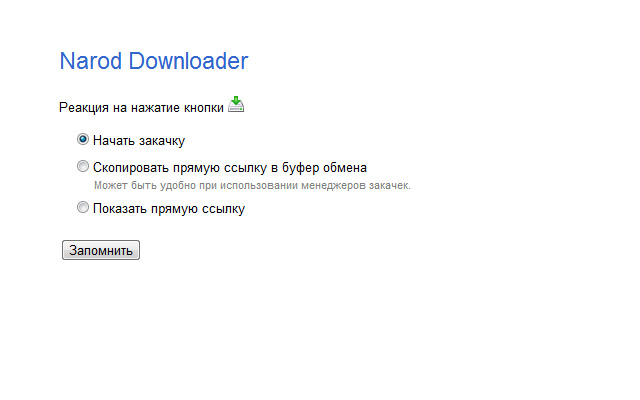 Narod Downloader
Реакция на нажатие кнопки
Начать закачку
Скопировать прямую ссылку в буфер обмена
Может быть удобно при использовании менеджеров закачек.
Показать прямую ссылку
Запомнить